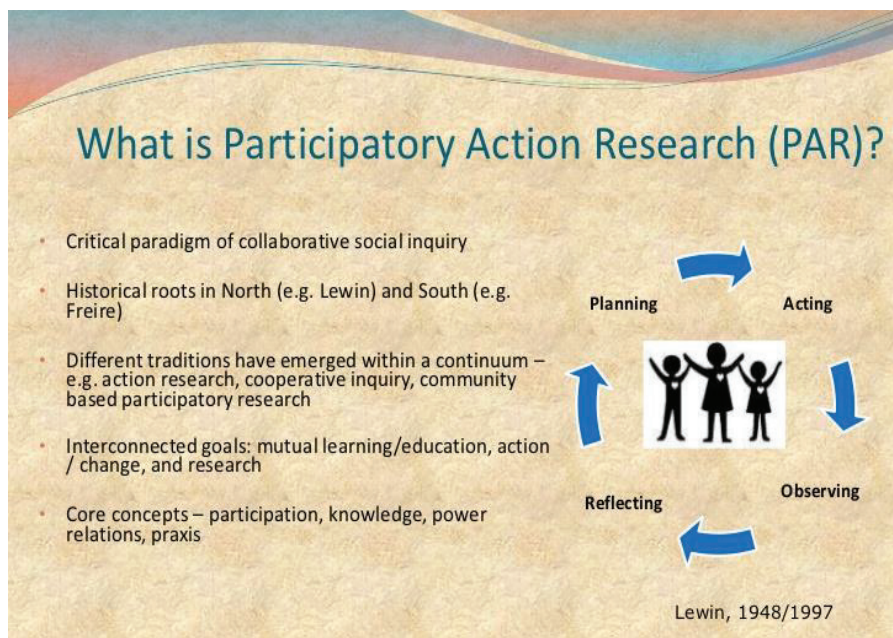 What is Participatory Action Research (PAR)?
• Critical paradigm of collaborative social inquiry
• Historical roots in North (e.g. Lewin) and South (e.g.
Freire)
• Different traditions have emerged within a continuum –
e.g. action research, cooperative inquiry, community
based participatory research
• Interconnected goals: mutual learning/education, action
/ change, and research
• Core concepts – participation, knowledge, power
relations, praxis
Planning
Acting
Observing
Reflecting
Lewin, 1948/1997